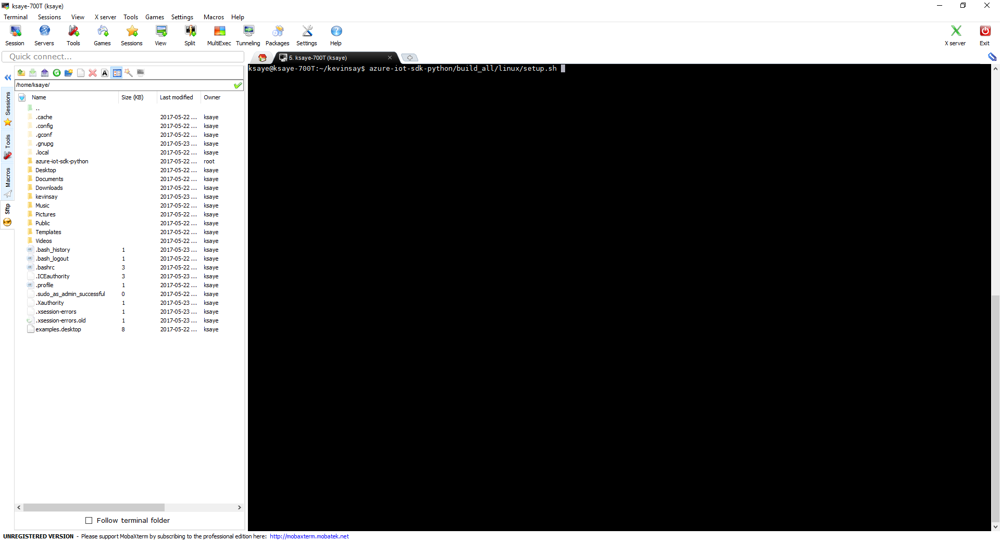 ksaye-700T (ksaye)
Terminal Sessions View X server Tools Games Settings Macros Help
Session Servers Tools Games Sessions View Split MultiExec Tunneling Packages Settings Help X server Exit
Quick connect...
5. ksaye-700T (ksaye)
ksaye@ksaye-700T:~/kevinsay$ azure-iot-sdk-python/build_all/linux/setup.sh
/home/ksaye/
Sessions
Tools
Macros
Sftp
Name Size (KB) Last modified Owner
..
.cache 2017-05-22 ... ksaye
.config 2017-05-22 ... ksaye
.gconf 2017-05-22 ... ksaye
.gnupg 2017-05-23 ... ksaye
.local 2017-05-22 ... ksaye
azure-iot-sdk-python 2017-05-22 ... root
Desktop 2017-05-22 ... ksaye
Documents 2017-05-22 ... ksaye
Downloads 2017-05-22 ... ksaye
kevinsay 2017-05-23 ... ksaye
Music 2017-05-22 ... ksaye
Pictures 2017-05-22 ... ksaye
Public 2017-05-22 ... ksaye
Templates 2017-05-22 ... ksaye
Videos 2017-05-22 ... ksaye
.bash_history 1 2017-05-23 ... ksaye
.bash_logout 1 2017-05-22 ... ksaye
.bashrc 3 2017-05-22 ... ksaye
.ICEauthority 3 2017-05-23 ... ksaye
.profile 1 2017-05-22 ... ksaye
.sudo_as_admin_successful 0 2017-05-22 ... ksaye
.Xauthority 1 2017-05-23 ... ksaye
.xsession-errors 1 2017-05-23 ... ksaye
.xsession-errors.old 1 2017-05-23 ... ksaye
examples.desktop 8 2017-05-22 ... ksaye
Follow terminal folder
UNREGISTERED VERSION - Please support MobaXterm by subscribing to the professional edition here: http://mobaxterm.mobatek.net